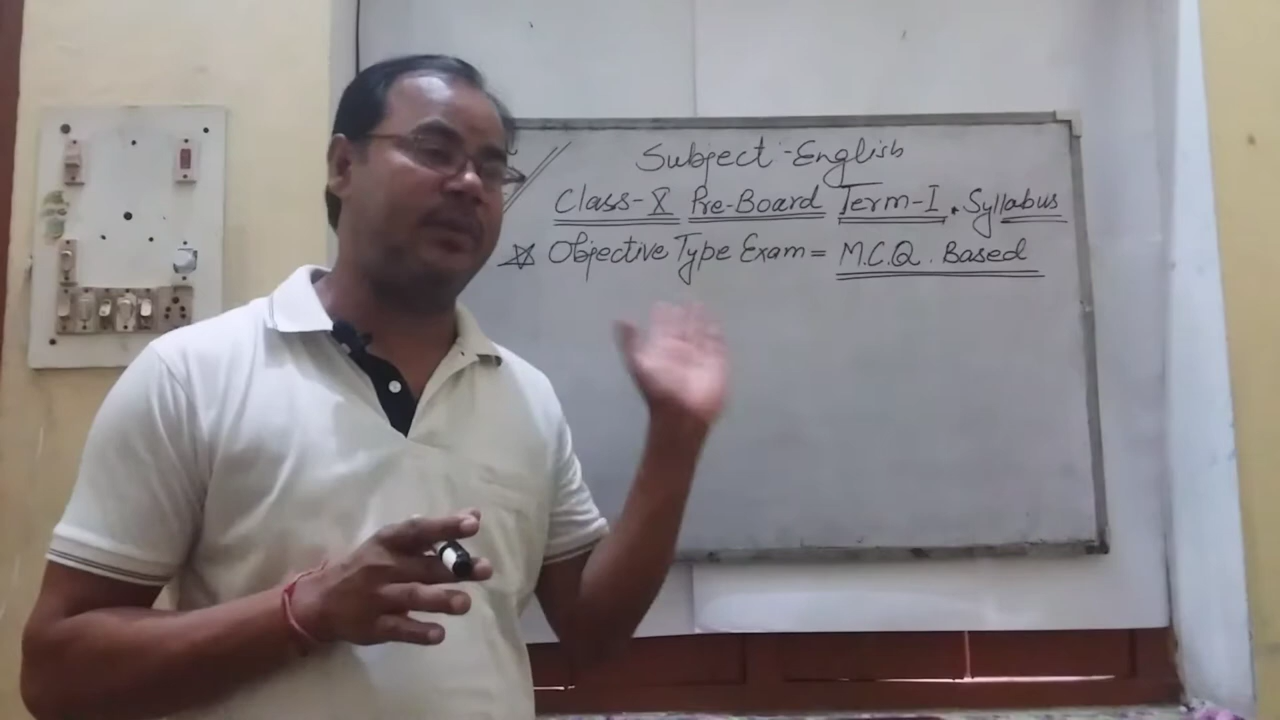 Subject - English
Class-X Pre-Board Term-I. Syllabus
Objective Type Exam = M.C.Q. Based